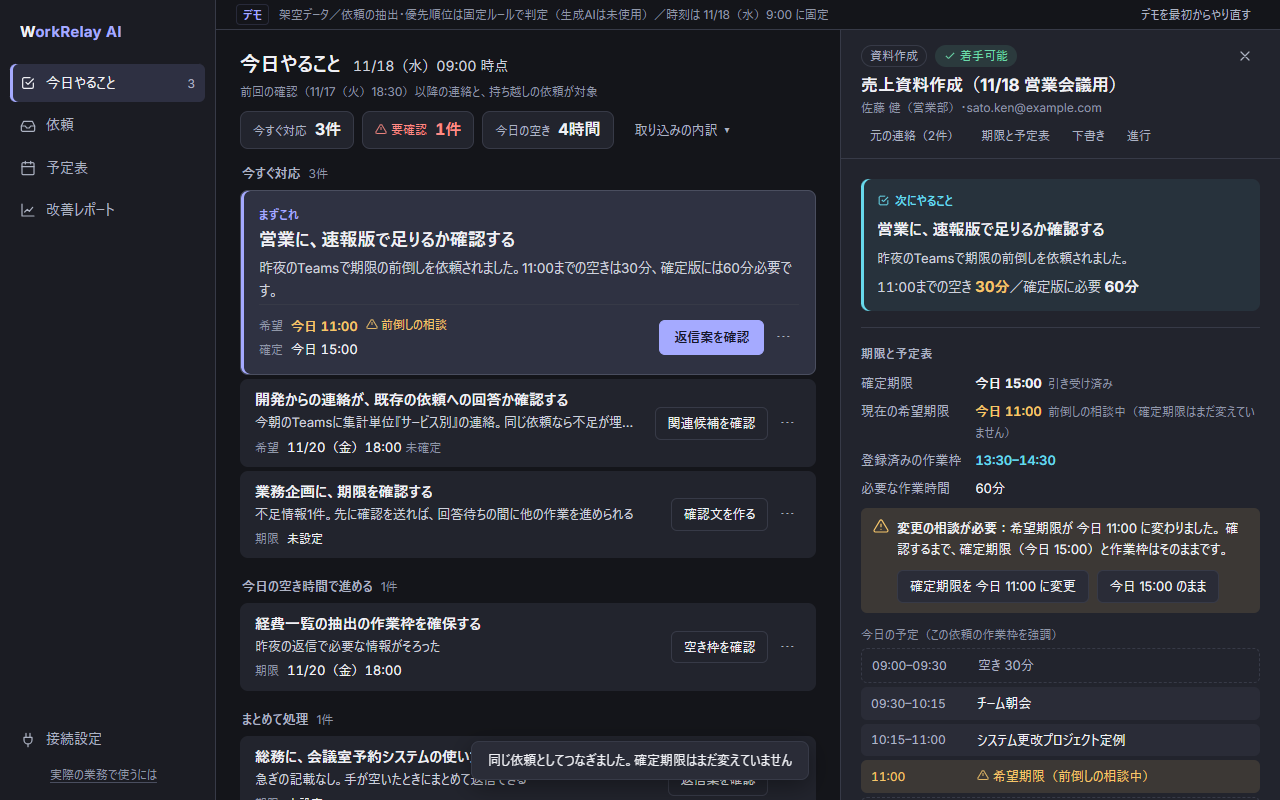 WorkRelay AI
今日やること 3
依頼
予定表
改善レポート
接続設定
実際の業務で使うには
デモ 架空データ／依頼の抽出・優先順位は固定ルールで判定（生成AIは未使用）／時刻は 11/18（水）9:00 に固定
デモを最初からやり直す
今日やること 11/18（水）09:00 時点
前回の確認（11/17（火）18:30）以降の連絡と、持ち越しの依頼が対象
今すぐ対応 3件
要確認 1件
今日の空き 4時間
取り込みの内訳 ▼
今すぐ対応 3件
まずこれ
営業に、速報版で足りるか確認する
昨夜のTeamsで期限の前倒しを依頼されました。11:00までの空きは30分、確定版には60分必要で
す。
希望 今日 11:00 前倒しの相談
確定 今日 15:00
返信案を確認
開発からの連絡が、既存の依頼への回答か確認する
今朝のTeamsに集計単位『サービス別』の連絡。同じ依頼なら不足が埋…
希望 11/20（金）18:00 未確定
関連候補を確認
業務企画に、期限を確認する
不足情報1件。先に確認を送れば、回答待ちの間に他の作業を進められる
期限 未設定
確認文を作る
今日の空き時間で進める 1件
経費一覧の抽出の作業枠を確保する
昨夜の返信で必要な情報がそろった
期限 11/20（金）18:00
空き枠を確認
まとめて処理 1件
総務に、会議室予約システムの使い
急ぎの記載なし。手が空いたときにまとめて返信できる
返信案を確認
同じ依頼としてつなぎました。確定期限はまだ変えていません
資料作成 着手可能
売上資料作成（11/18 営業会議用）
佐藤 健（営業部）・sato.ken@example.com
元の連絡（2件） 期限と予定表 下書き 進行
次にやること
営業に、速報版で足りるか確認する
昨夜のTeamsで期限の前倒しを依頼されました。
11:00までの空き 30分／確定版に必要 60分
期限と予定表
確定期限 今日 15:00 引き受け済み
現在の希望期限 今日 11:00 前倒しの相談中（確定期限はまだ変えてい
ません）
登録済みの作業枠 13:30–14:30
必要な作業時間 60分
変更の相談が必要：希望期限が 今日 11:00 に変わりました。確
認するまで、確定期限（今日 15:00）と作業枠はそのままです。
確定期限を 今日 11:00 に変更
今日 15:00 のまま
今日の予定（この依頼の作業枠を強調）
09:00–09:30 空き 30分
09:30–10:15 チーム朝会
10:15–11:00 システム更改プロジェクト定例
11:00 希望期限（前倒しの相談中）